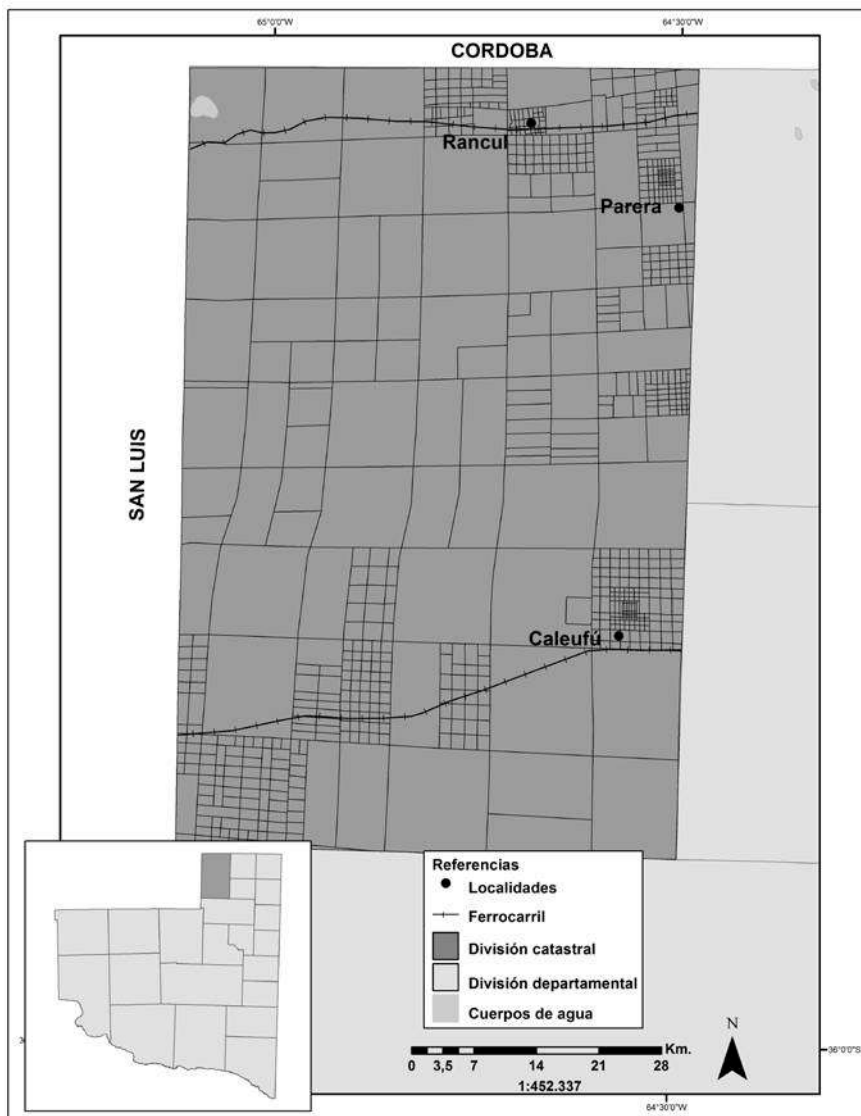 65°0'0"W
64°30'0"W
CORDOBA
Rancul
Parera
SAN LUIS
Caleufú
Referencias
Localidades
Ferrocarril
División catastral
División departamental
Cuerpos de agua
N
Km.
0 3,5 7 14 21 28
1:452.337
36°0'0"S
64°30'0"W